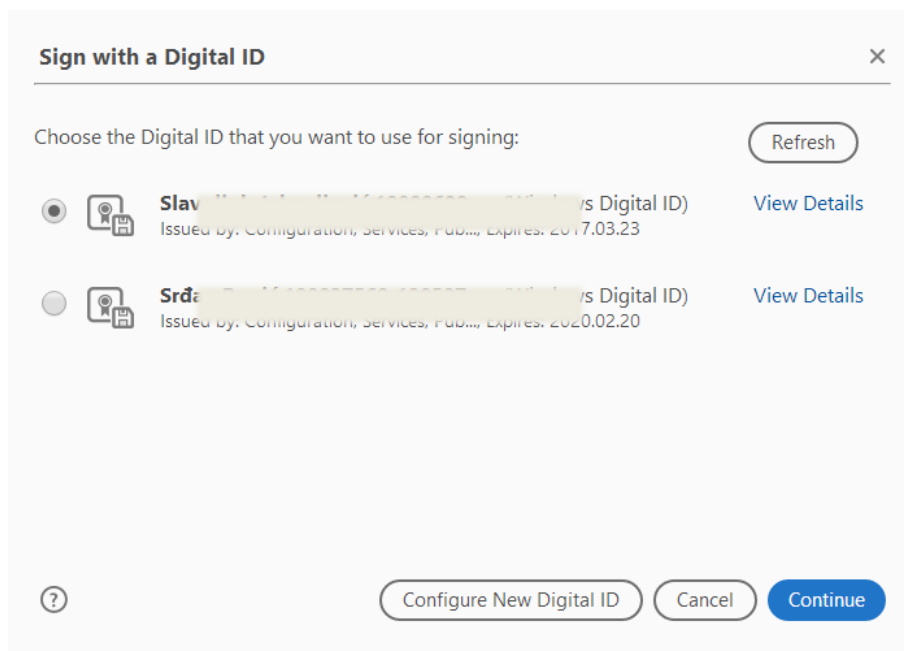 Sign with a Digital ID
Choose the Digital ID that you want to use for signing:
Refresh
Slav Digital ID)
View Details
Issued by: Configuration, Services, Pub..., Expires: 2017.03.23
Srđa Digital ID)
View Details
Issued by: Configuration, Services, Pub..., Expires: 2020.02.20
Configure New Digital ID
Cancel
Continue